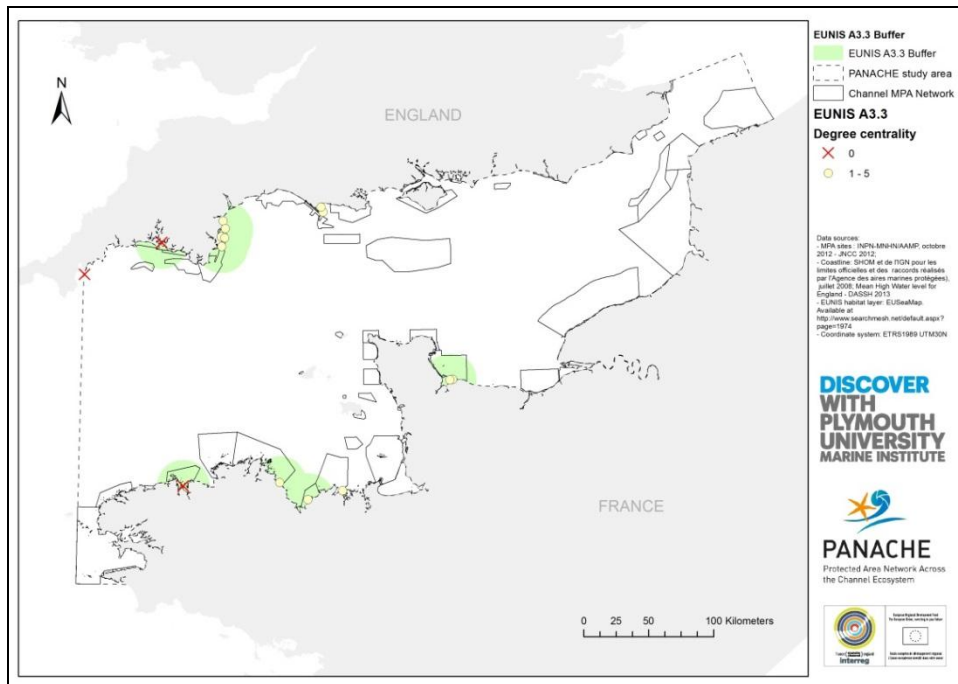 N
ENGLAND
FRANCE
0 25 50 100 Kilometers
EUNIS A3.3 Buffer
EUNIS A3.3 Buffer
PANACHE study area
Channel MPA Network
EUNIS A3.3
Degree centrality
0
1 - 5
Data sources:
- MPA sites : INPN-MNHN/AAMP, octobre
2012 - JNCC 2012;
- Coastline: SHOM et de l'IGN pour les
limites officielles et des raccords réalisés
par l'Agence des aires marines protégées),
juillet 2008; Mean High Water level for
England - DASSH 2013
- EUNIS habitat layer: EUSeaMap.
Available at
http://www.searchmesh.net/default.aspx?
page=1974
- Coordinate system: ETRS1989 UTM30N
DISCOVER
WITH
PLYMOUTH
UNIVERSITY
MARINE INSTITUTE
PANACHE
Protected Area Network Across
the Channel Ecosystem
interreg